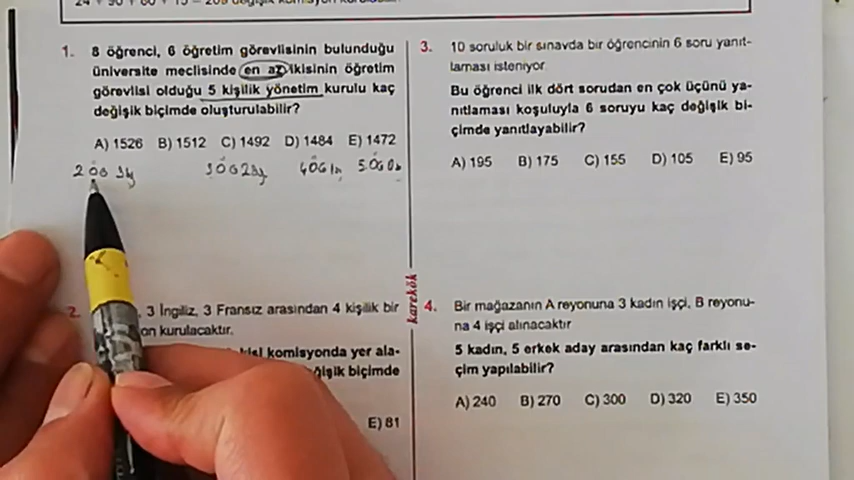 1. 8 öğrenci, 6 öğretim görevlisinin bulunduğu
üniversite meclisinde en az ikisinin öğretim
görevlisi olduğu 5 kişilik yönetim kurulu kaç
değişik biçimde oluşturulabilir?
A) 1526 B) 1512 C) 1492 D) 1484 E) 1472
2. 3 İngiliz, 3 Fransız arasından 4 kişilik bir
kurulacaktır.
komisyonda yer ala-
biçimde
E) 81
karekök
3. 10 soruluk bir sınavda bir öğrencinin 6 soru yanıt-
laması isteniyor.
Bu öğrenci ilk dört sorudan en çok üçünü ya-
nıtlaması koşuluyla 6 soruyu kaç değişik bi-
çimde yanıtlayabilir?
A) 195 B) 175 C) 155 D) 105 E) 95
4. Bir mağazanın A reyonuna 3 kadın işçi, B reyonu-
na 4 işçi alınacaktır
5 kadın, 5 erkek aday arasından kaç farklı se-
çim yapılabilir?
A) 240 B) 270 C) 300 D) 320 E) 350